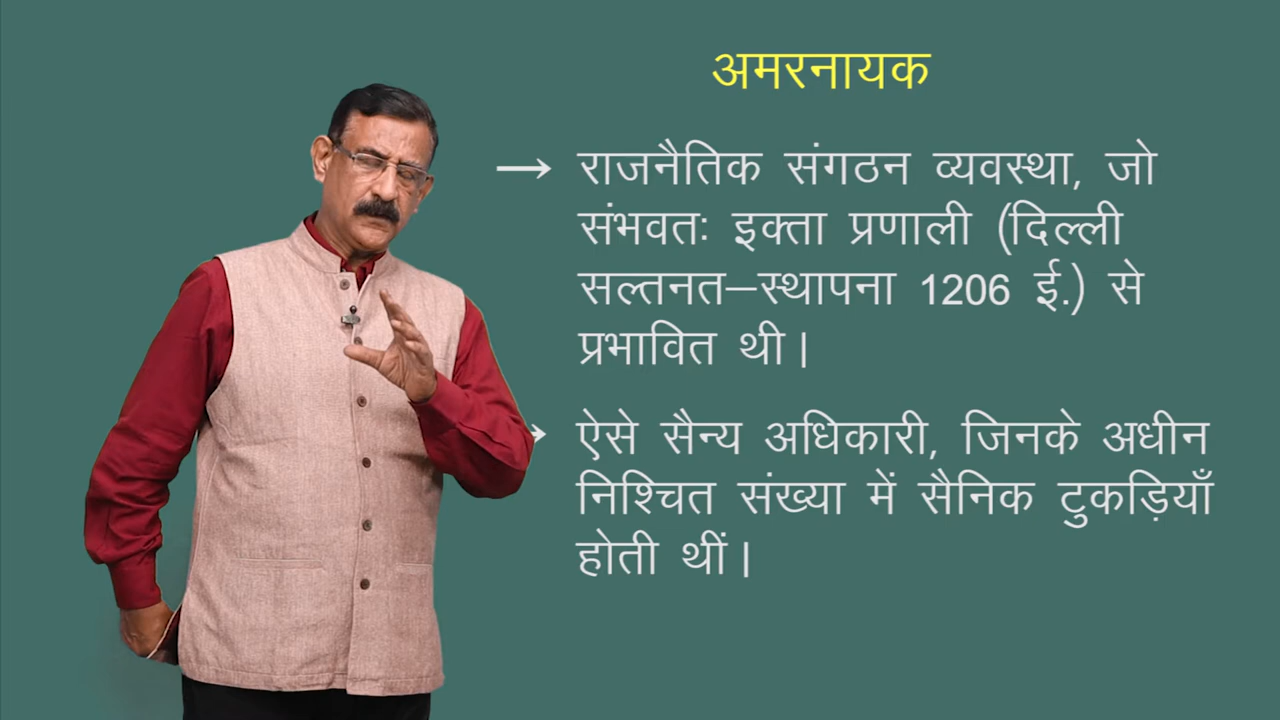 अमरनायक
→ राजनैतिक संगठन व्यवस्था, जो
संभवतः इक्ता प्रणाली (दिल्ली
सल्तनत–स्थापना 1206 ई.) से
प्रभावित थी।
→ ऐसे सैन्य अधिकारी, जिनके अधीन
निश्चित संख्या में सैनिक टुकड़ियाँ
होती थीं।